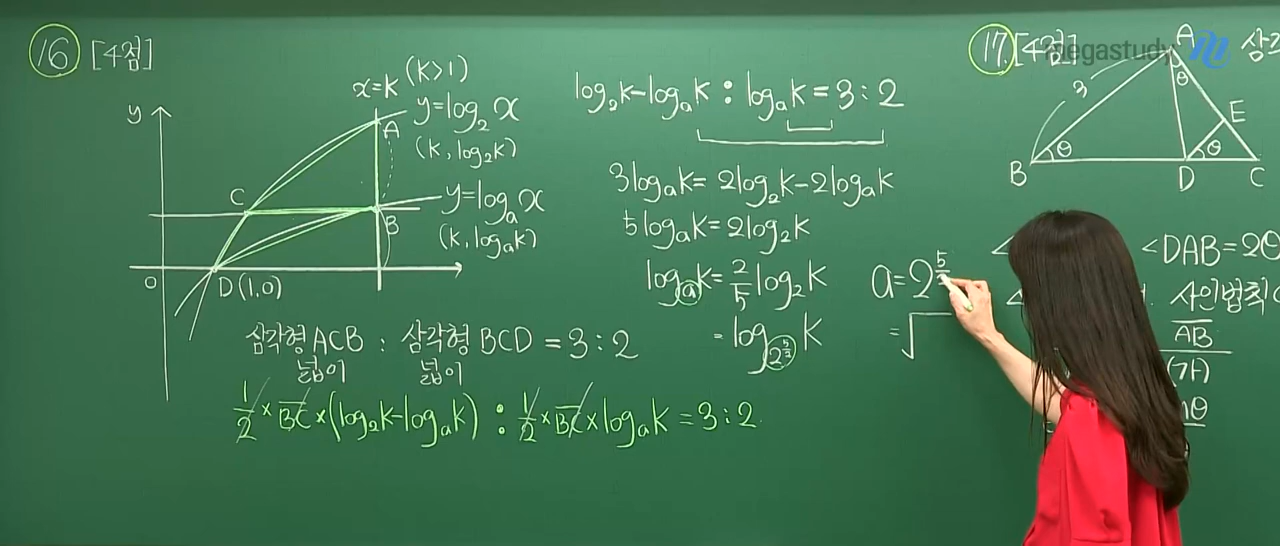 16 [4점]
x=k (k>1)
y
y=log₂x
A
(k, log₂k)
C
y=logₐx
B
(k, logₐk)
O
D(1,0)
삼각형 ACB : 삼각형 BCD = 3:2
넓이 넓이
1/2 × BC × (log₂k-logₐk) : 1/2 × BC × logₐk = 3:2
log₂k-logₐk : logₐk = 3:2
3logₐk = 2log₂k-2logₐk
5logₐk = 2log₂k
logₐk = 2/5 log₂k
= log_{2^{5/2}} k
a=2^{5/2}
=√
17. [4점]
megastudy
A
삼
3
θ
E
B
θ
θ
D
C
∠DAB=2θ
사인법칙
AB
(가)
θ